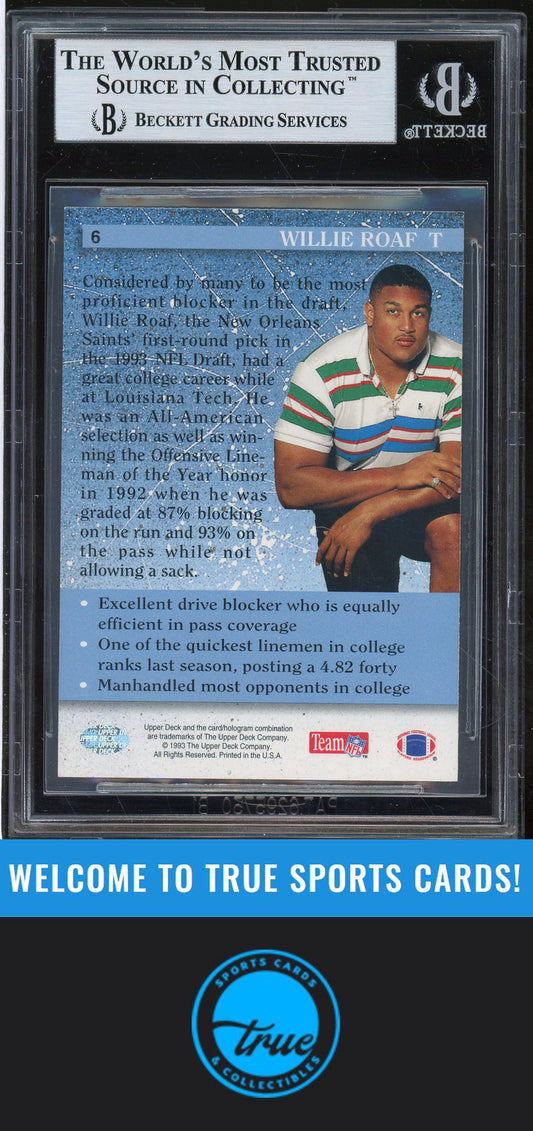 THE WORLD'S MOST TRUSTED
SOURCE IN COLLECTING™
BECKETT GRADING SERVICES
BECKETT®
6
WILLIE ROAF T
Considered by many to be the most
proficient blocker in the draft,
Willie Roaf, the New Orleans
Saints' first-round pick in
the 1993 NFL Draft, had a
great college career while
at Louisiana Tech. He
was an All-American
selection as well as win-
ning the Offensive Line-
man of the Year honor
in 1992 when he was
graded at 87% blocking
on the run and 93% on
the pass while not
allowing a sack.
• Excellent drive blocker who is equally
efficient in pass coverage
• One of the quickest linemen in college
ranks last season, posting a 4.82 forty
• Manhandled most opponents in college
Upper Deck and the card/hologram combination
are trademarks of The Upper Deck Company.
© 1993 The Upper Deck Company.
All Rights Reserved. Printed in the U.S.A.
UPPER DECK
Team NFL™
WELCOME TO TRUE SPORTS CARDS!
SPORTS CARDS
true
& COLLECTIBLES